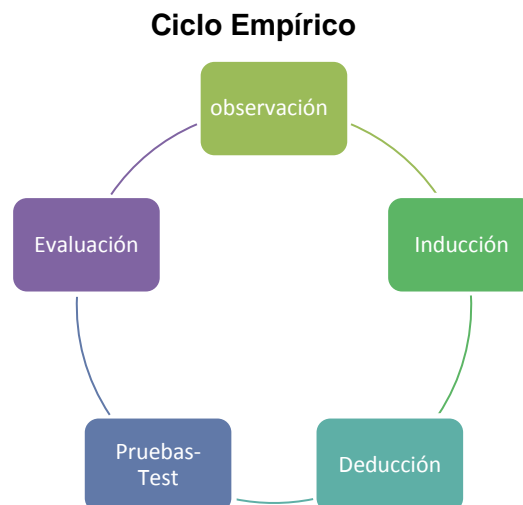 Ciclo Empírico
observación
Inducción
Deducción
Pruebas-
Test
Evaluación